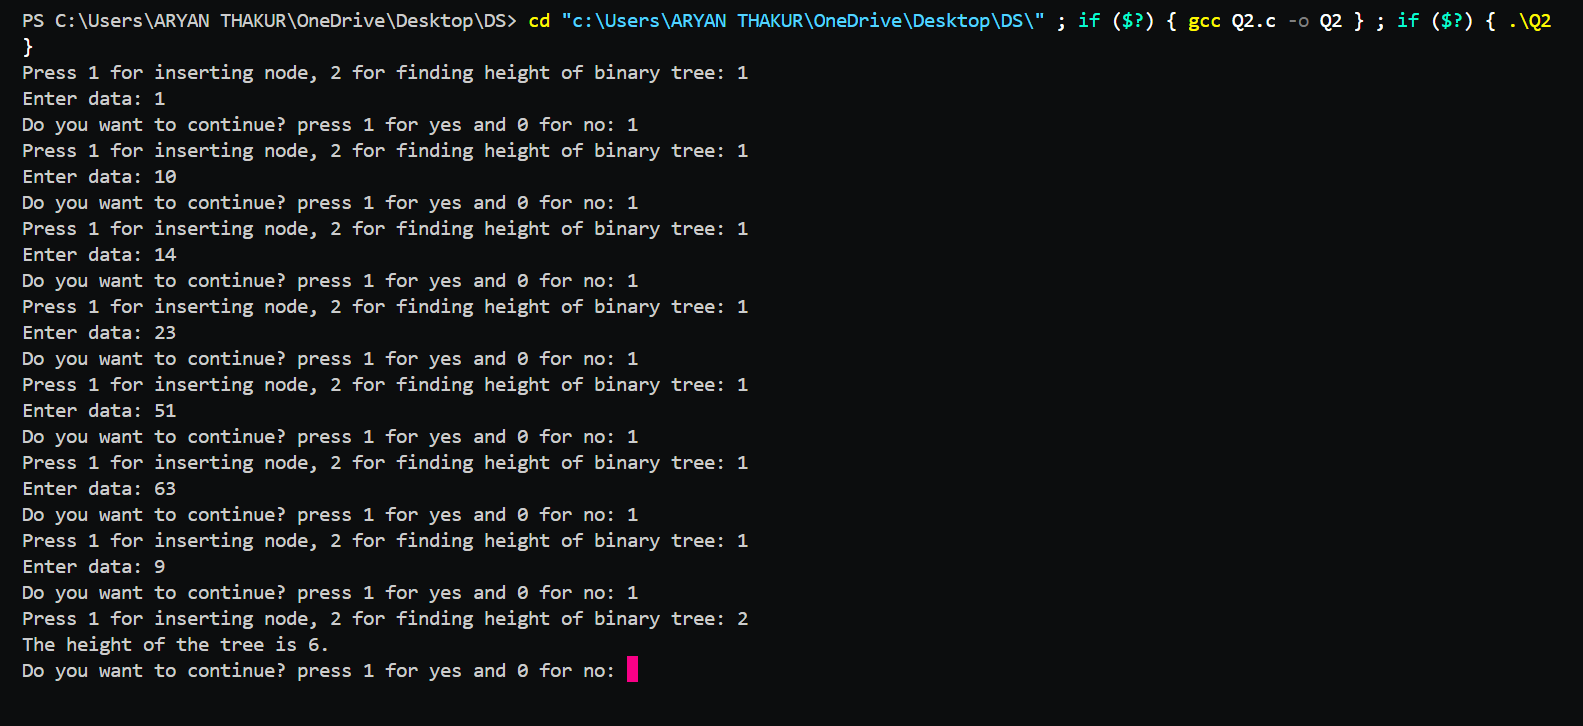 PS C:\Users\ARYAN THAKUR\OneDrive\Desktop\DS> cd "c:\Users\ARYAN THAKUR\OneDrive\Desktop\DS\" ; if ($?) { gcc Q2.c -o Q2 } ; if ($?) { .\Q2
}
Press 1 for inserting node, 2 for finding height of binary tree: 1
Enter data: 1
Do you want to continue? press 1 for yes and 0 for no: 1
Press 1 for inserting node, 2 for finding height of binary tree: 1
Enter data: 10
Do you want to continue? press 1 for yes and 0 for no: 1
Press 1 for inserting node, 2 for finding height of binary tree: 1
Enter data: 14
Do you want to continue? press 1 for yes and 0 for no: 1
Press 1 for inserting node, 2 for finding height of binary tree: 1
Enter data: 23
Do you want to continue? press 1 for yes and 0 for no: 1
Press 1 for inserting node, 2 for finding height of binary tree: 1
Enter data: 51
Do you want to continue? press 1 for yes and 0 for no: 1
Press 1 for inserting node, 2 for finding height of binary tree: 1
Enter data: 63
Do you want to continue? press 1 for yes and 0 for no: 1
Press 1 for inserting node, 2 for finding height of binary tree: 1
Enter data: 9
Do you want to continue? press 1 for yes and 0 for no: 1
Press 1 for inserting node, 2 for finding height of binary tree: 2
The height of the tree is 6.
Do you want to continue? press 1 for yes and 0 for no: